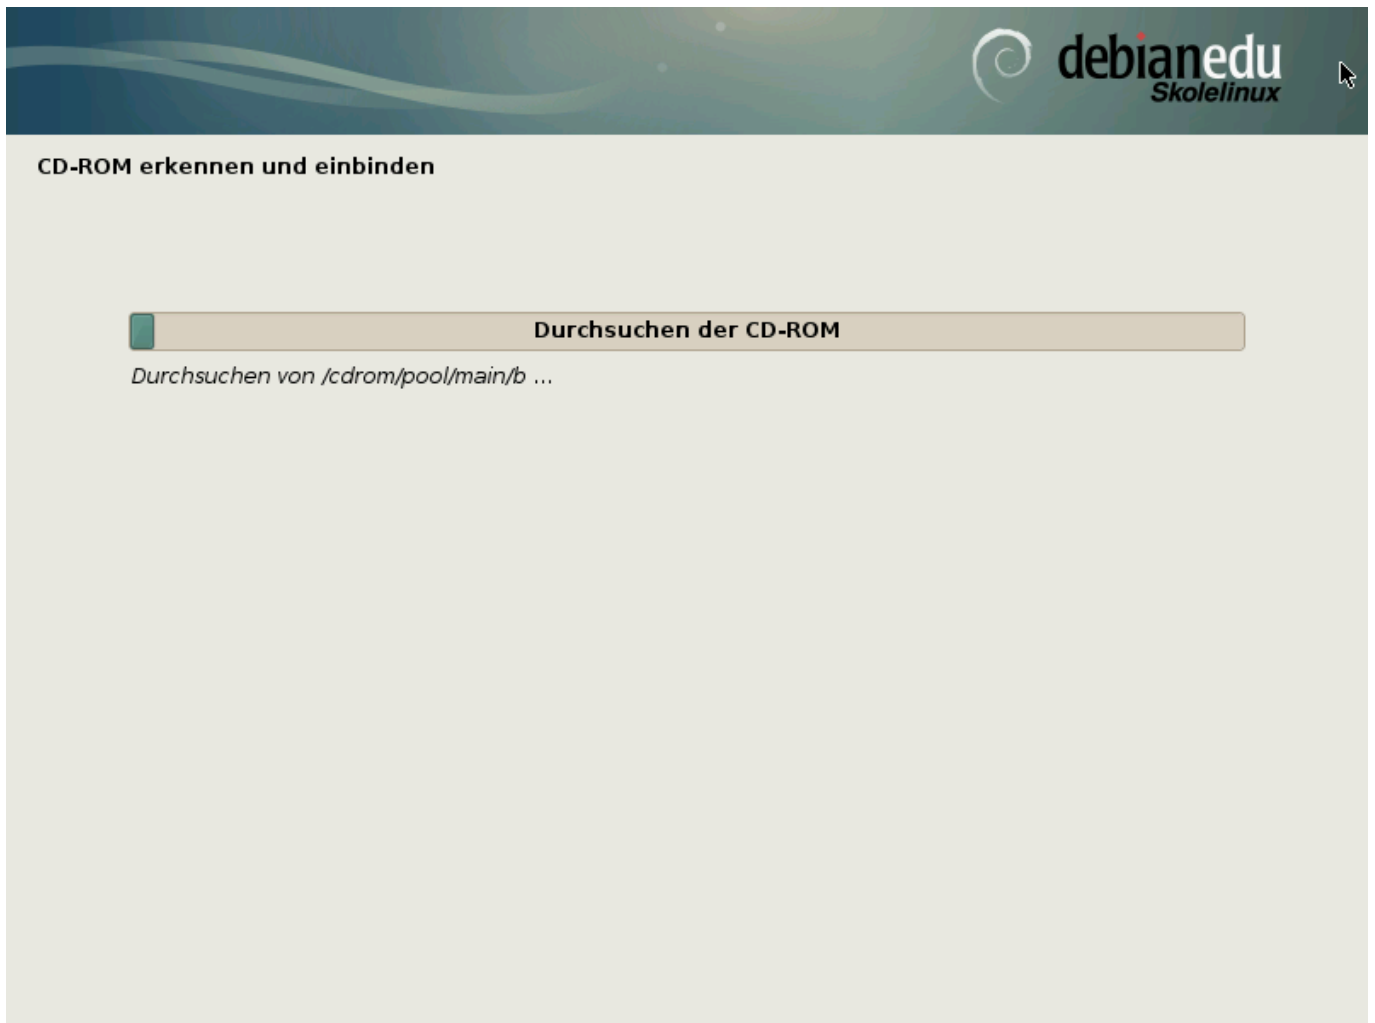 debianedu
Skolelinux
CD-ROM erkennen und einbinden
Durchsuchen der CD-ROM
Durchsuchen von /cdrom/pool/main/b ...